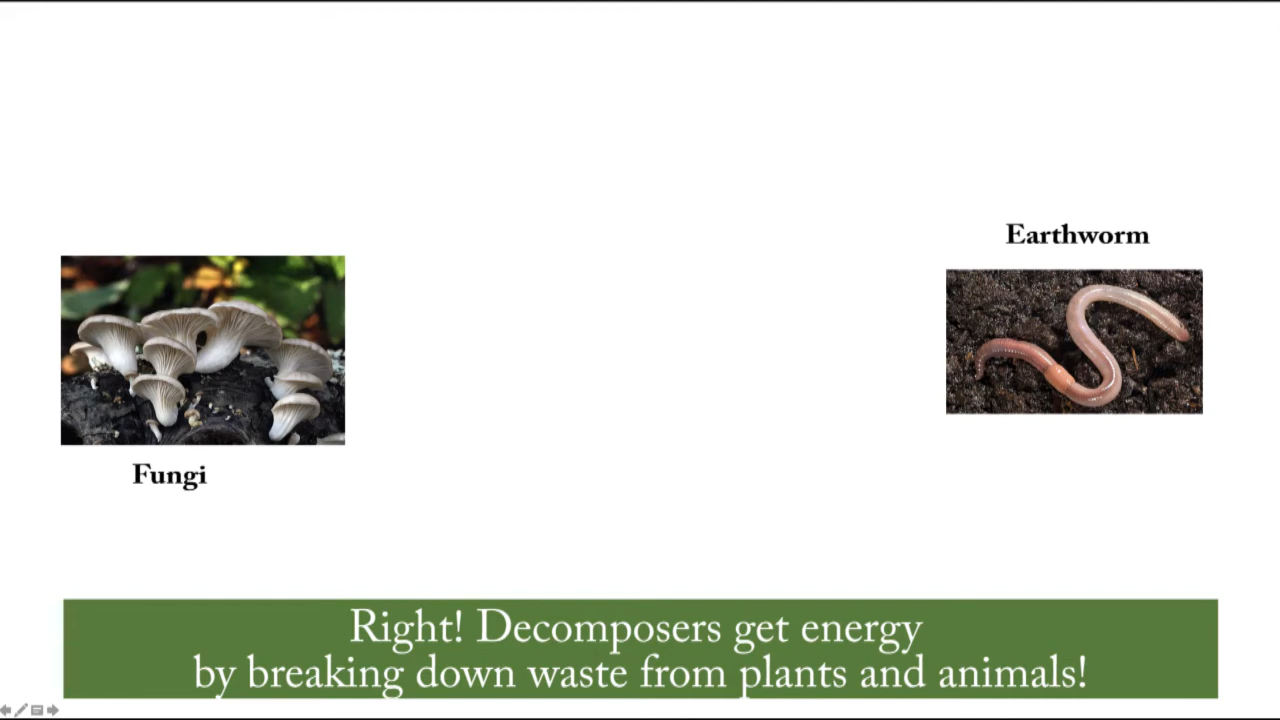 Earthworm
Fungi
Right! Decomposers get energy
by breaking down waste from plants and animals!